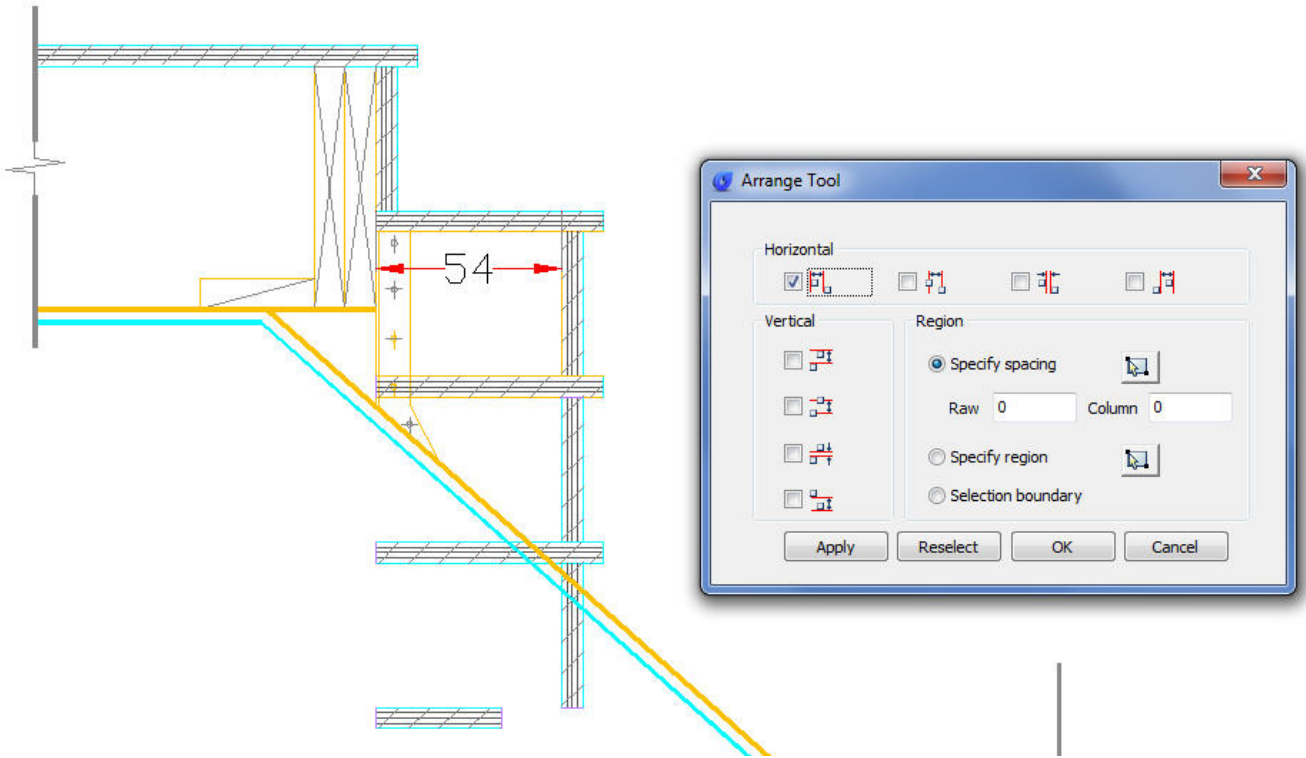 54
Arrange Tool
Horizontal
Vertical
Region
Specify spacing
Raw 0 Column 0
Specify region
Selection boundary
Apply Reselect OK Cancel